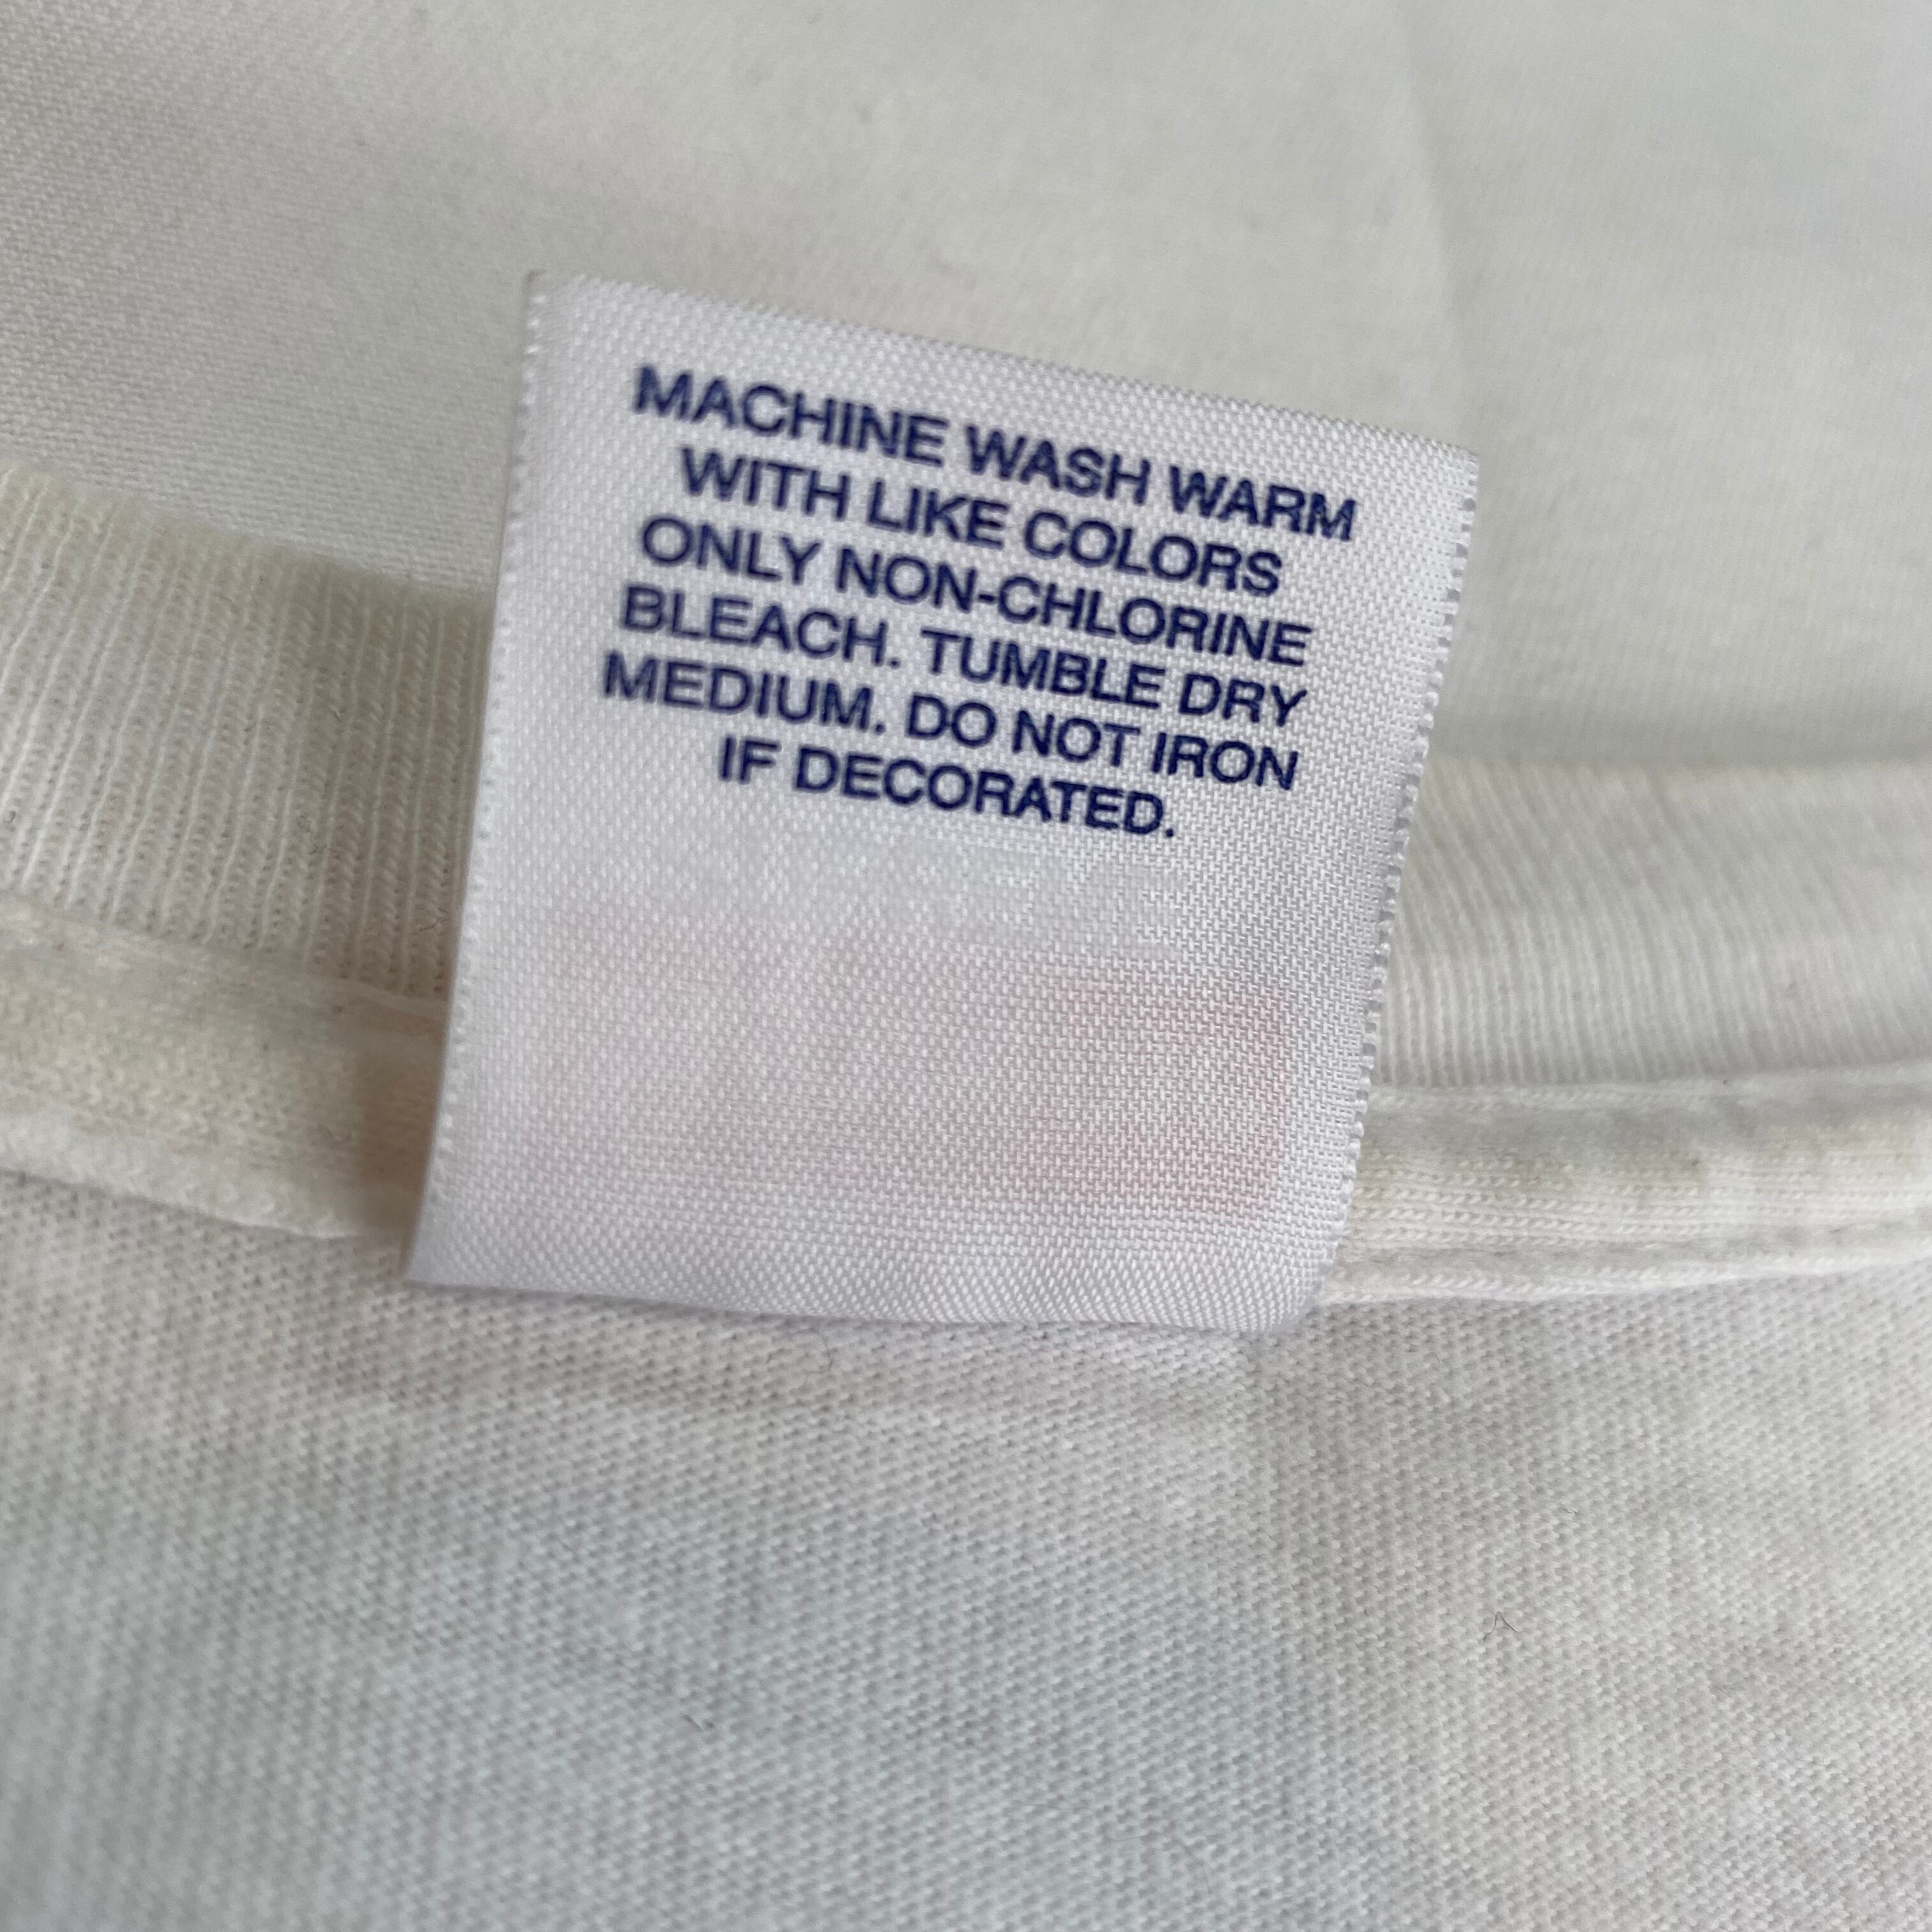 MACHINE WASH WARM
WITH LIKE COLORS
ONLY NON-CHLORINE
BLEACH. TUMBLE DRY
MEDIUM. DO NOT IRON
IF DECORATED.